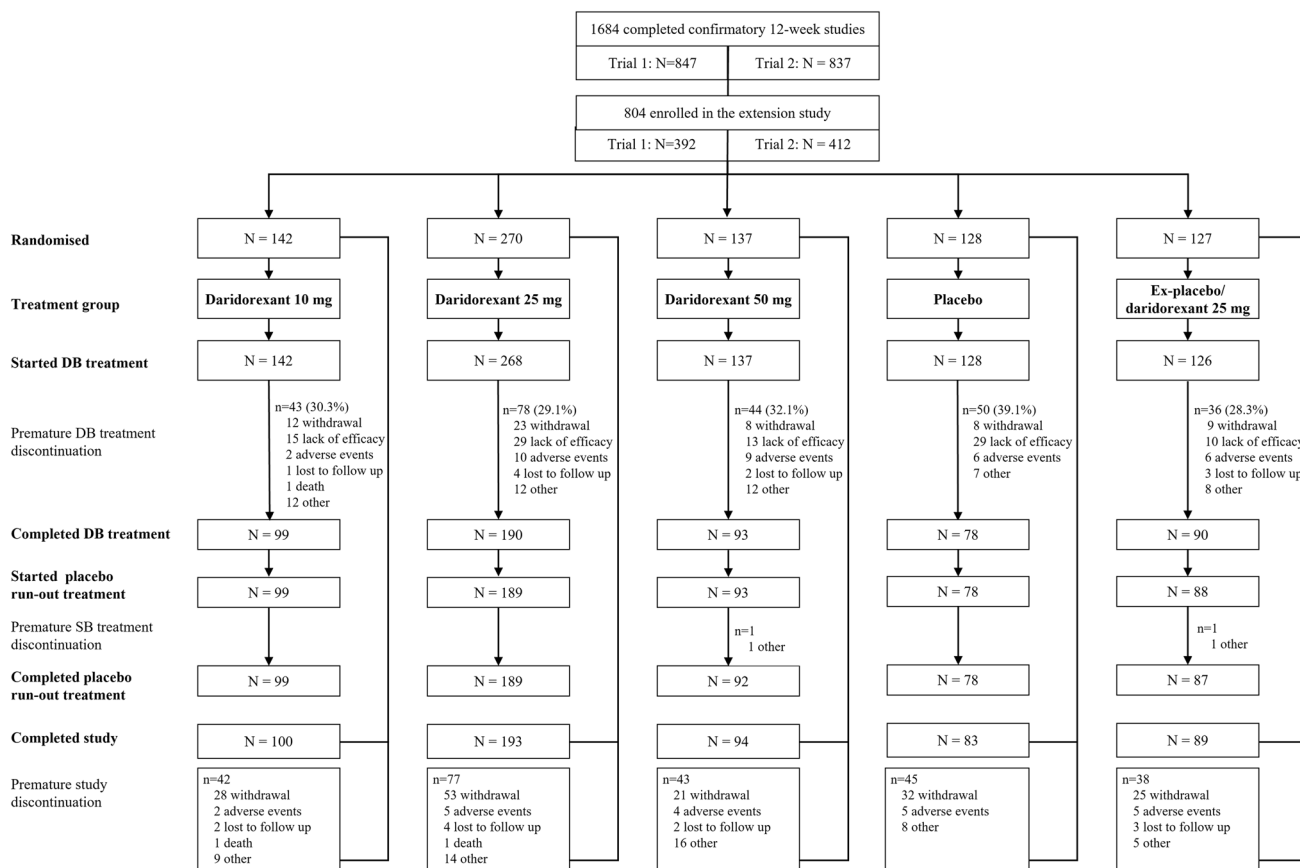 1684 completed confirmatory 12-week studies
Trial 1: N=847
Trial 2: N = 837
804 enrolled in the extension study
Trial 1: N=392
Trial 2: N = 412
Randomised
N = 142
N = 270
N = 137
N = 128
N = 127
Treatment group
Daridorexant 10 mg
Daridorexant 25 mg
Daridorexant 50 mg
Placebo
Ex-placebo/
daridorexant 25 mg
Started DB treatment
N = 142
N = 268
N = 137
N = 128
N = 126
Premature DB treatment
discontinuation
n=43 (30.3%)
12 withdrawal
15 lack of efficacy
2 adverse events
1 lost to follow up
1 death
12 other
n=78 (29.1%)
23 withdrawal
29 lack of efficacy
10 adverse events
4 lost to follow up
12 other
n=44 (32.1%)
8 withdrawal
13 lack of efficacy
9 adverse events
2 lost to follow up
12 other
n=50 (39.1%)
8 withdrawal
29 lack of efficacy
6 adverse events
7 other
n=36 (28.3%)
9 withdrawal
10 lack of efficacy
6 adverse events
3 lost to follow up
8 other
Completed DB treatment
N = 99
N = 190
N = 93
N = 78
N = 90
Started placebo
run-out treatment
N = 99
N = 189
N = 93
N = 78
N = 88
Premature SB treatment
discontinuation
n=1
1 other
n=1
1 other
Completed placebo
run-out treatment
N = 99
N = 189
N = 92
N = 78
N = 87
Completed study
N = 100
N = 193
N = 94
N = 83
N = 89
Premature study
discontinuation
n=42
28 withdrawal
2 adverse events
2 lost to follow up
1 death
9 other
n=77
53 withdrawal
5 adverse events
4 lost to follow up
1 death
14 other
n=43
21 withdrawal
4 adverse events
2 lost to follow up
16 other
n=45
32 withdrawal
5 adverse events
8 other
n=38
25 withdrawal
5 adverse events
3 lost to follow up
5 other